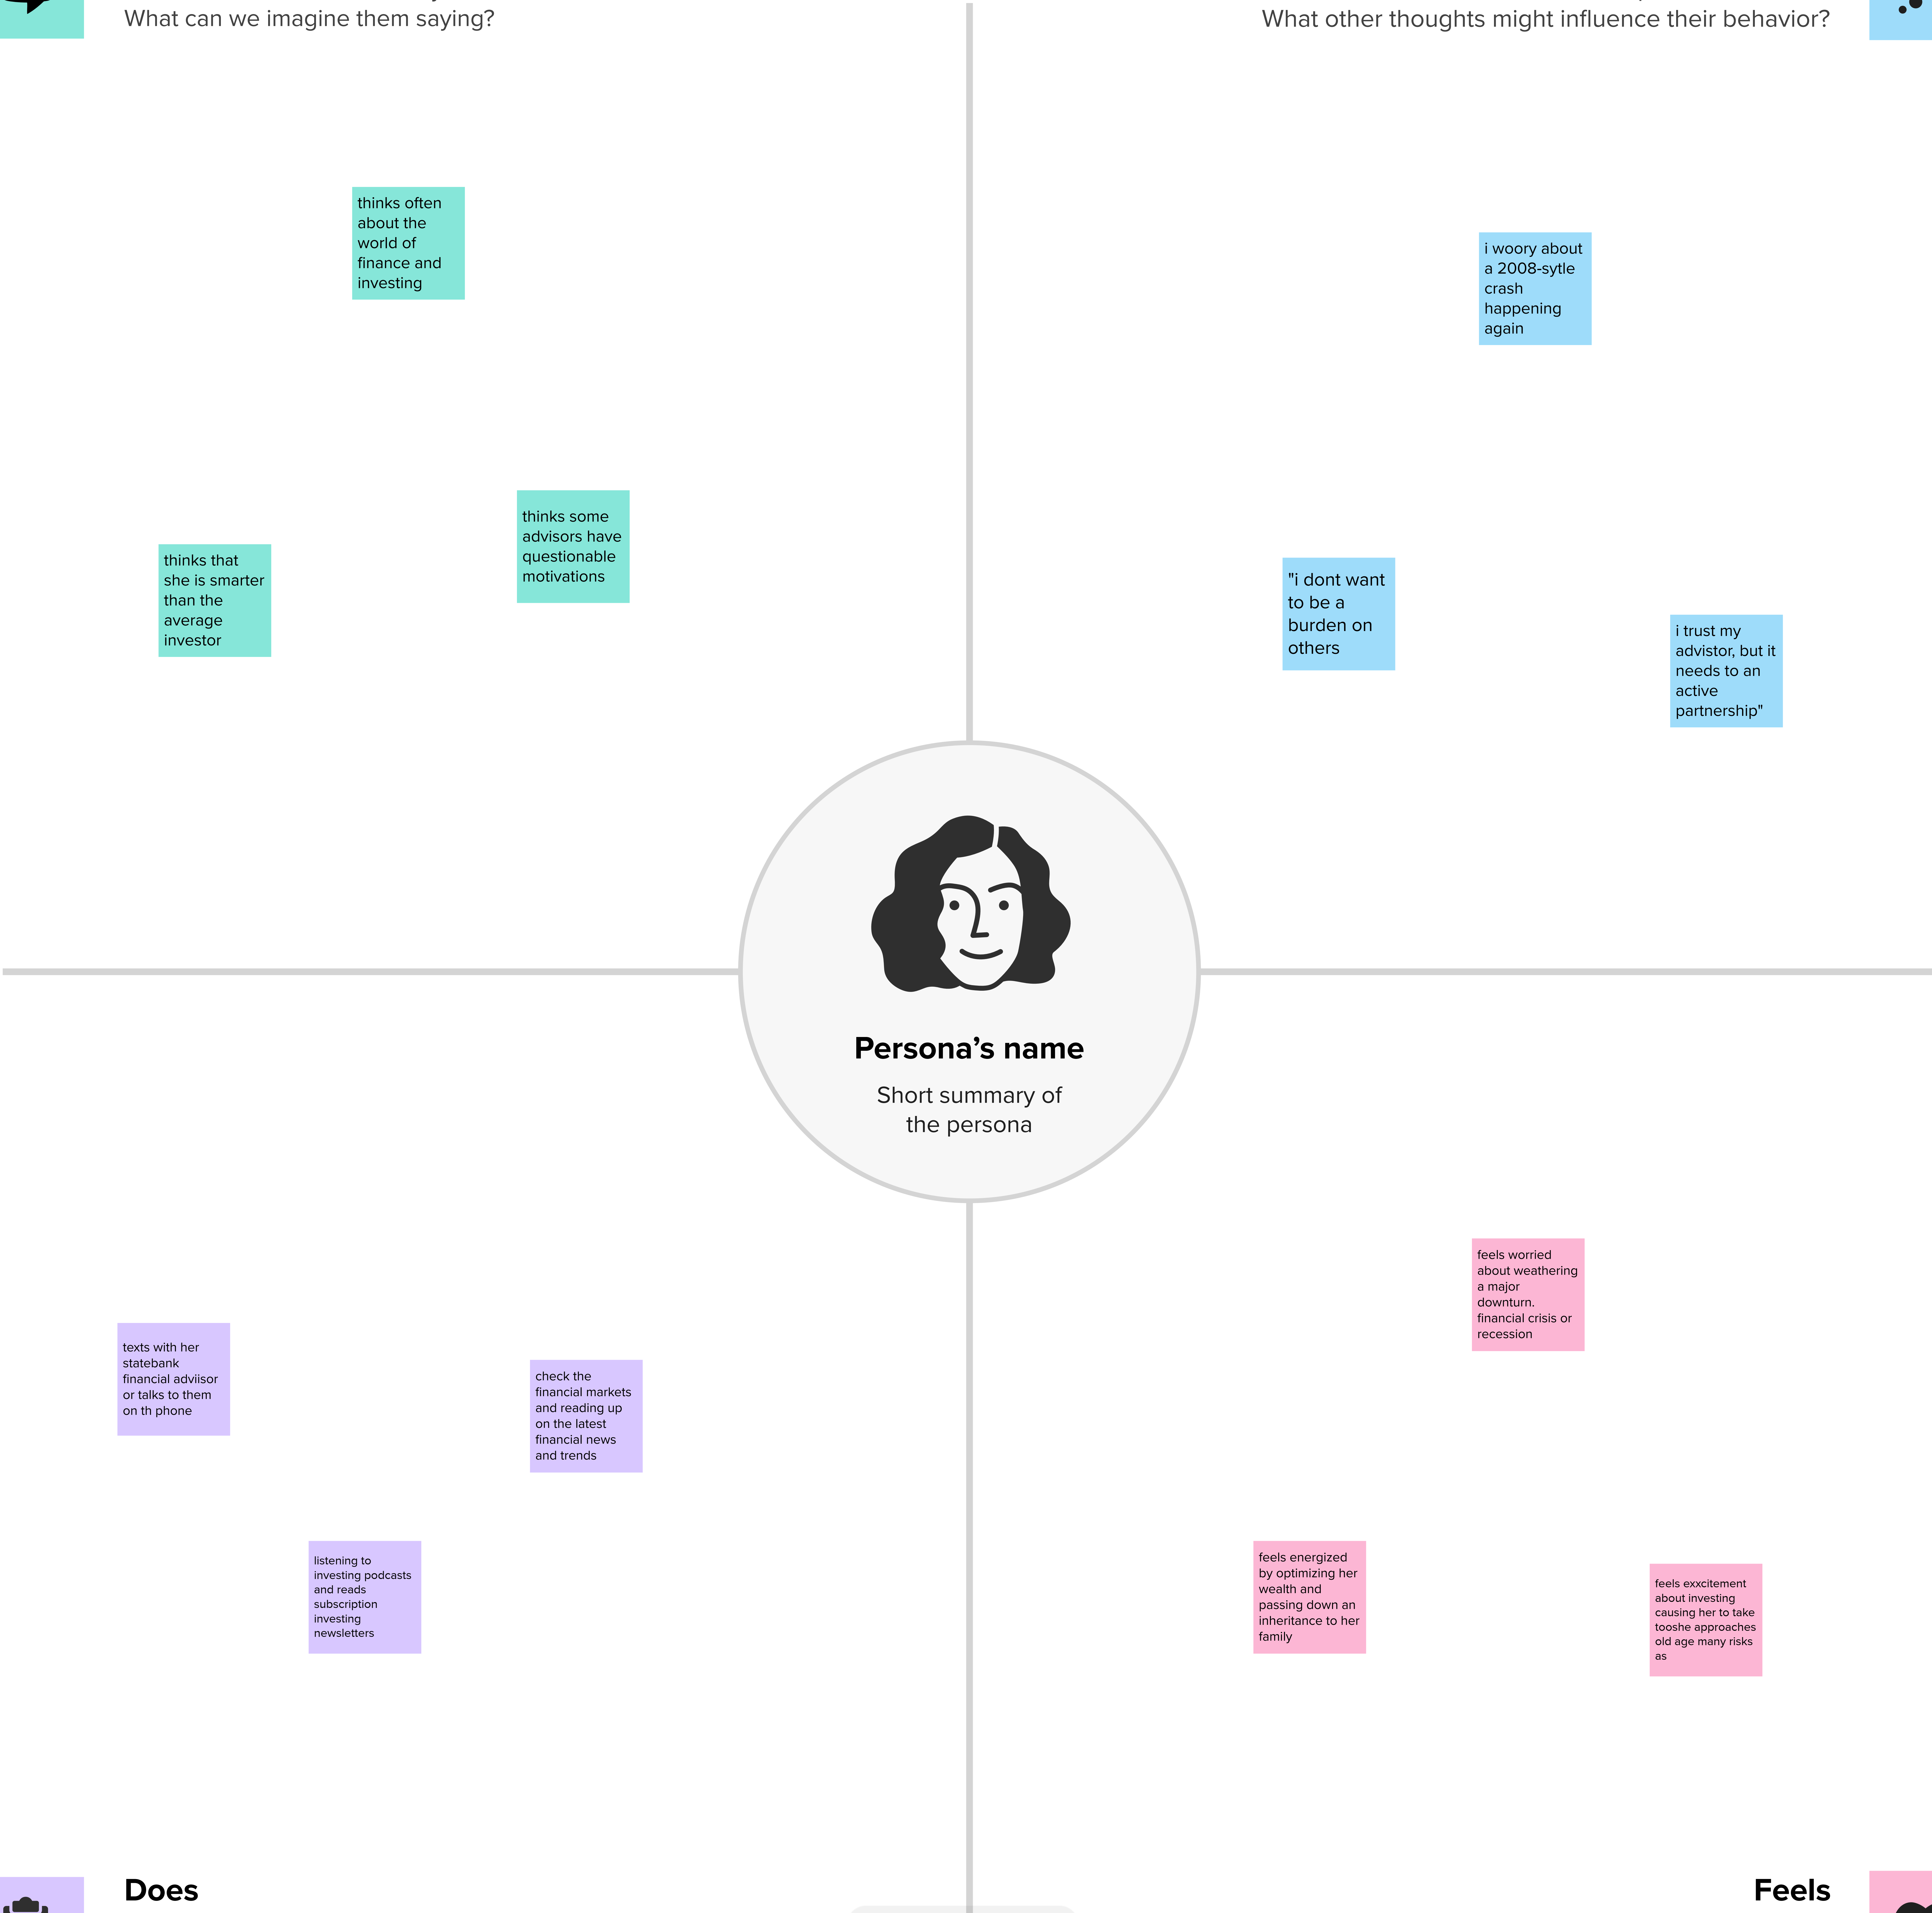 What can we imagine them saying?
What other thoughts might influence their behavior?
thinks often
about the
world of
finance and
investing
thinks that
she is smarter
than the
average
investor
thinks some
advisors have
questionable
motivations
i woory about
a 2008-sytle
crash
happening
again
"i dont want
to be a
burden on
others
i trust my
advistor, but it
needs to an
active
partnership"
Persona’s name
Short summary of
the persona
texts with her
statebank
financial adviisor
or talks to them
on th phone
check the
financial markets
and reading up
on the latest
financial news
and trends
listening to
investing podcasts
and reads
subscription
investing
newsletters
feels worried
about weathering
a major
downturn.
financial crisis or
recession
feels energized
by optimizing her
wealth and
passing down an
inheritance to her
family
feels exxcitement
about investing
causing her to take
tooshe approaches
old age many risks
as
Does
Feels